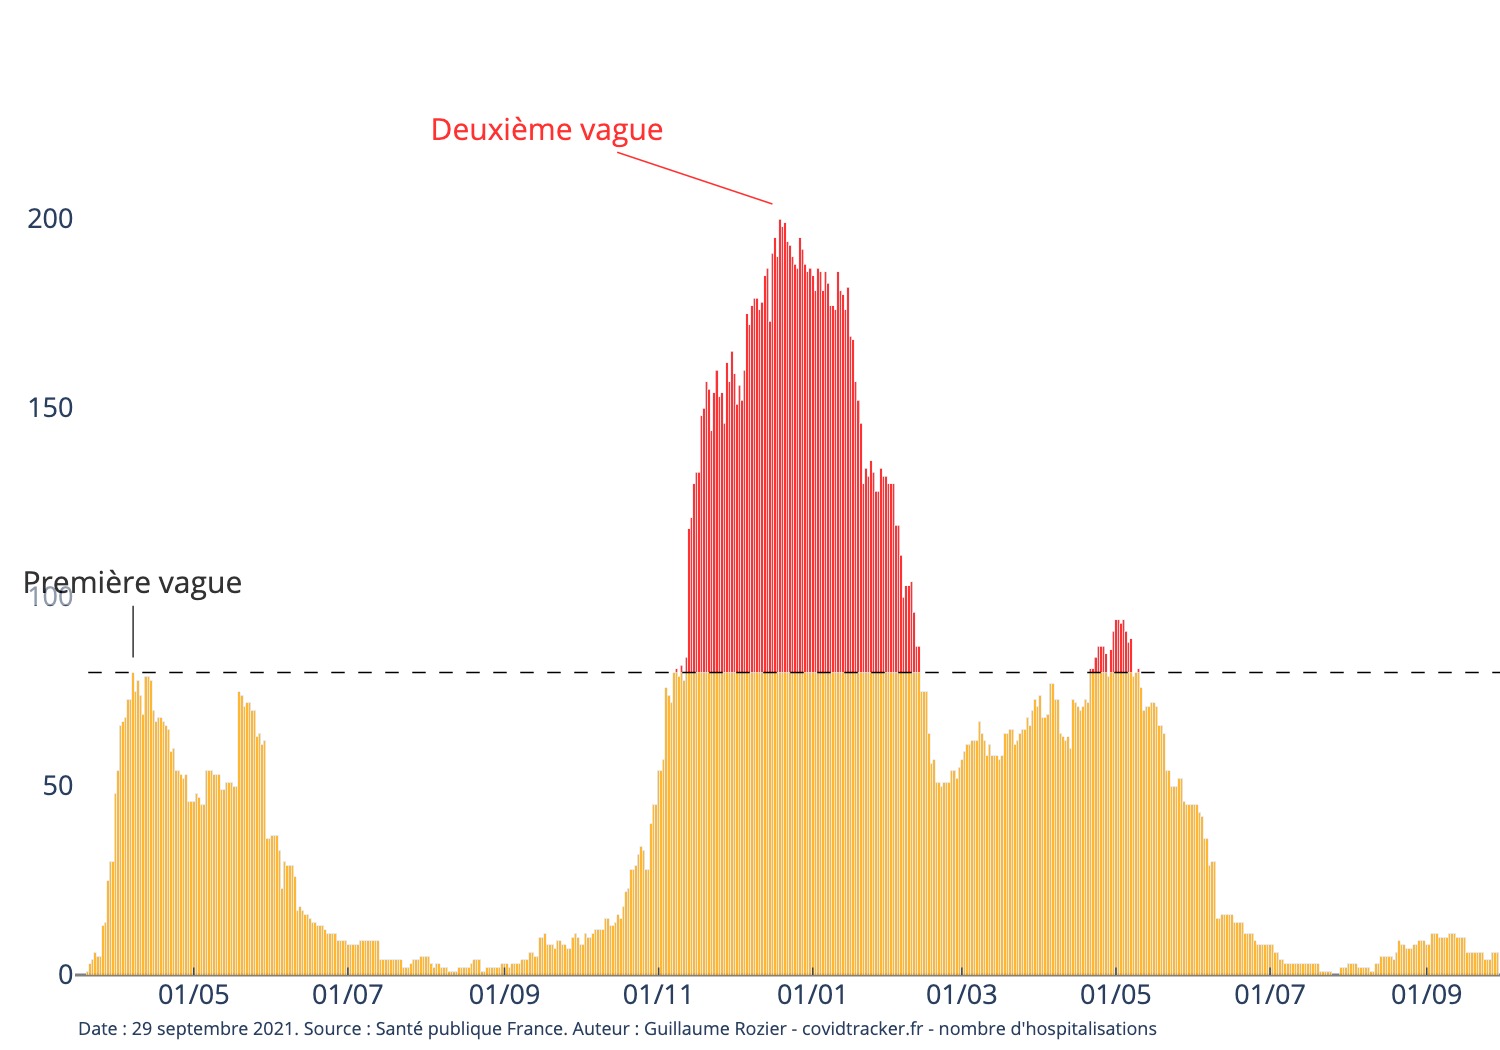 Deuxième vague
200
150
Première vague
100
50
0
01/05 01/07 01/09 01/11 01/01 01/03 01/05 01/07 01/09
Date : 29 septembre 2021. Source : Santé publique France. Auteur : Guillaume Rozier - covidtracker.fr - nombre d'hospitalisations